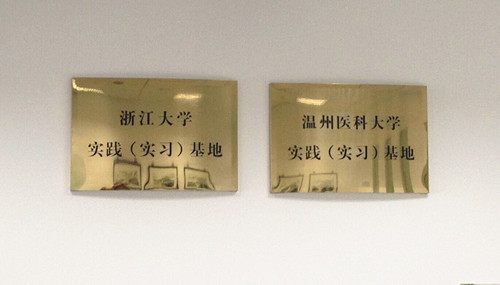 浙江大学
实践（实习）基地
温州医科大学
实践（实习）基地